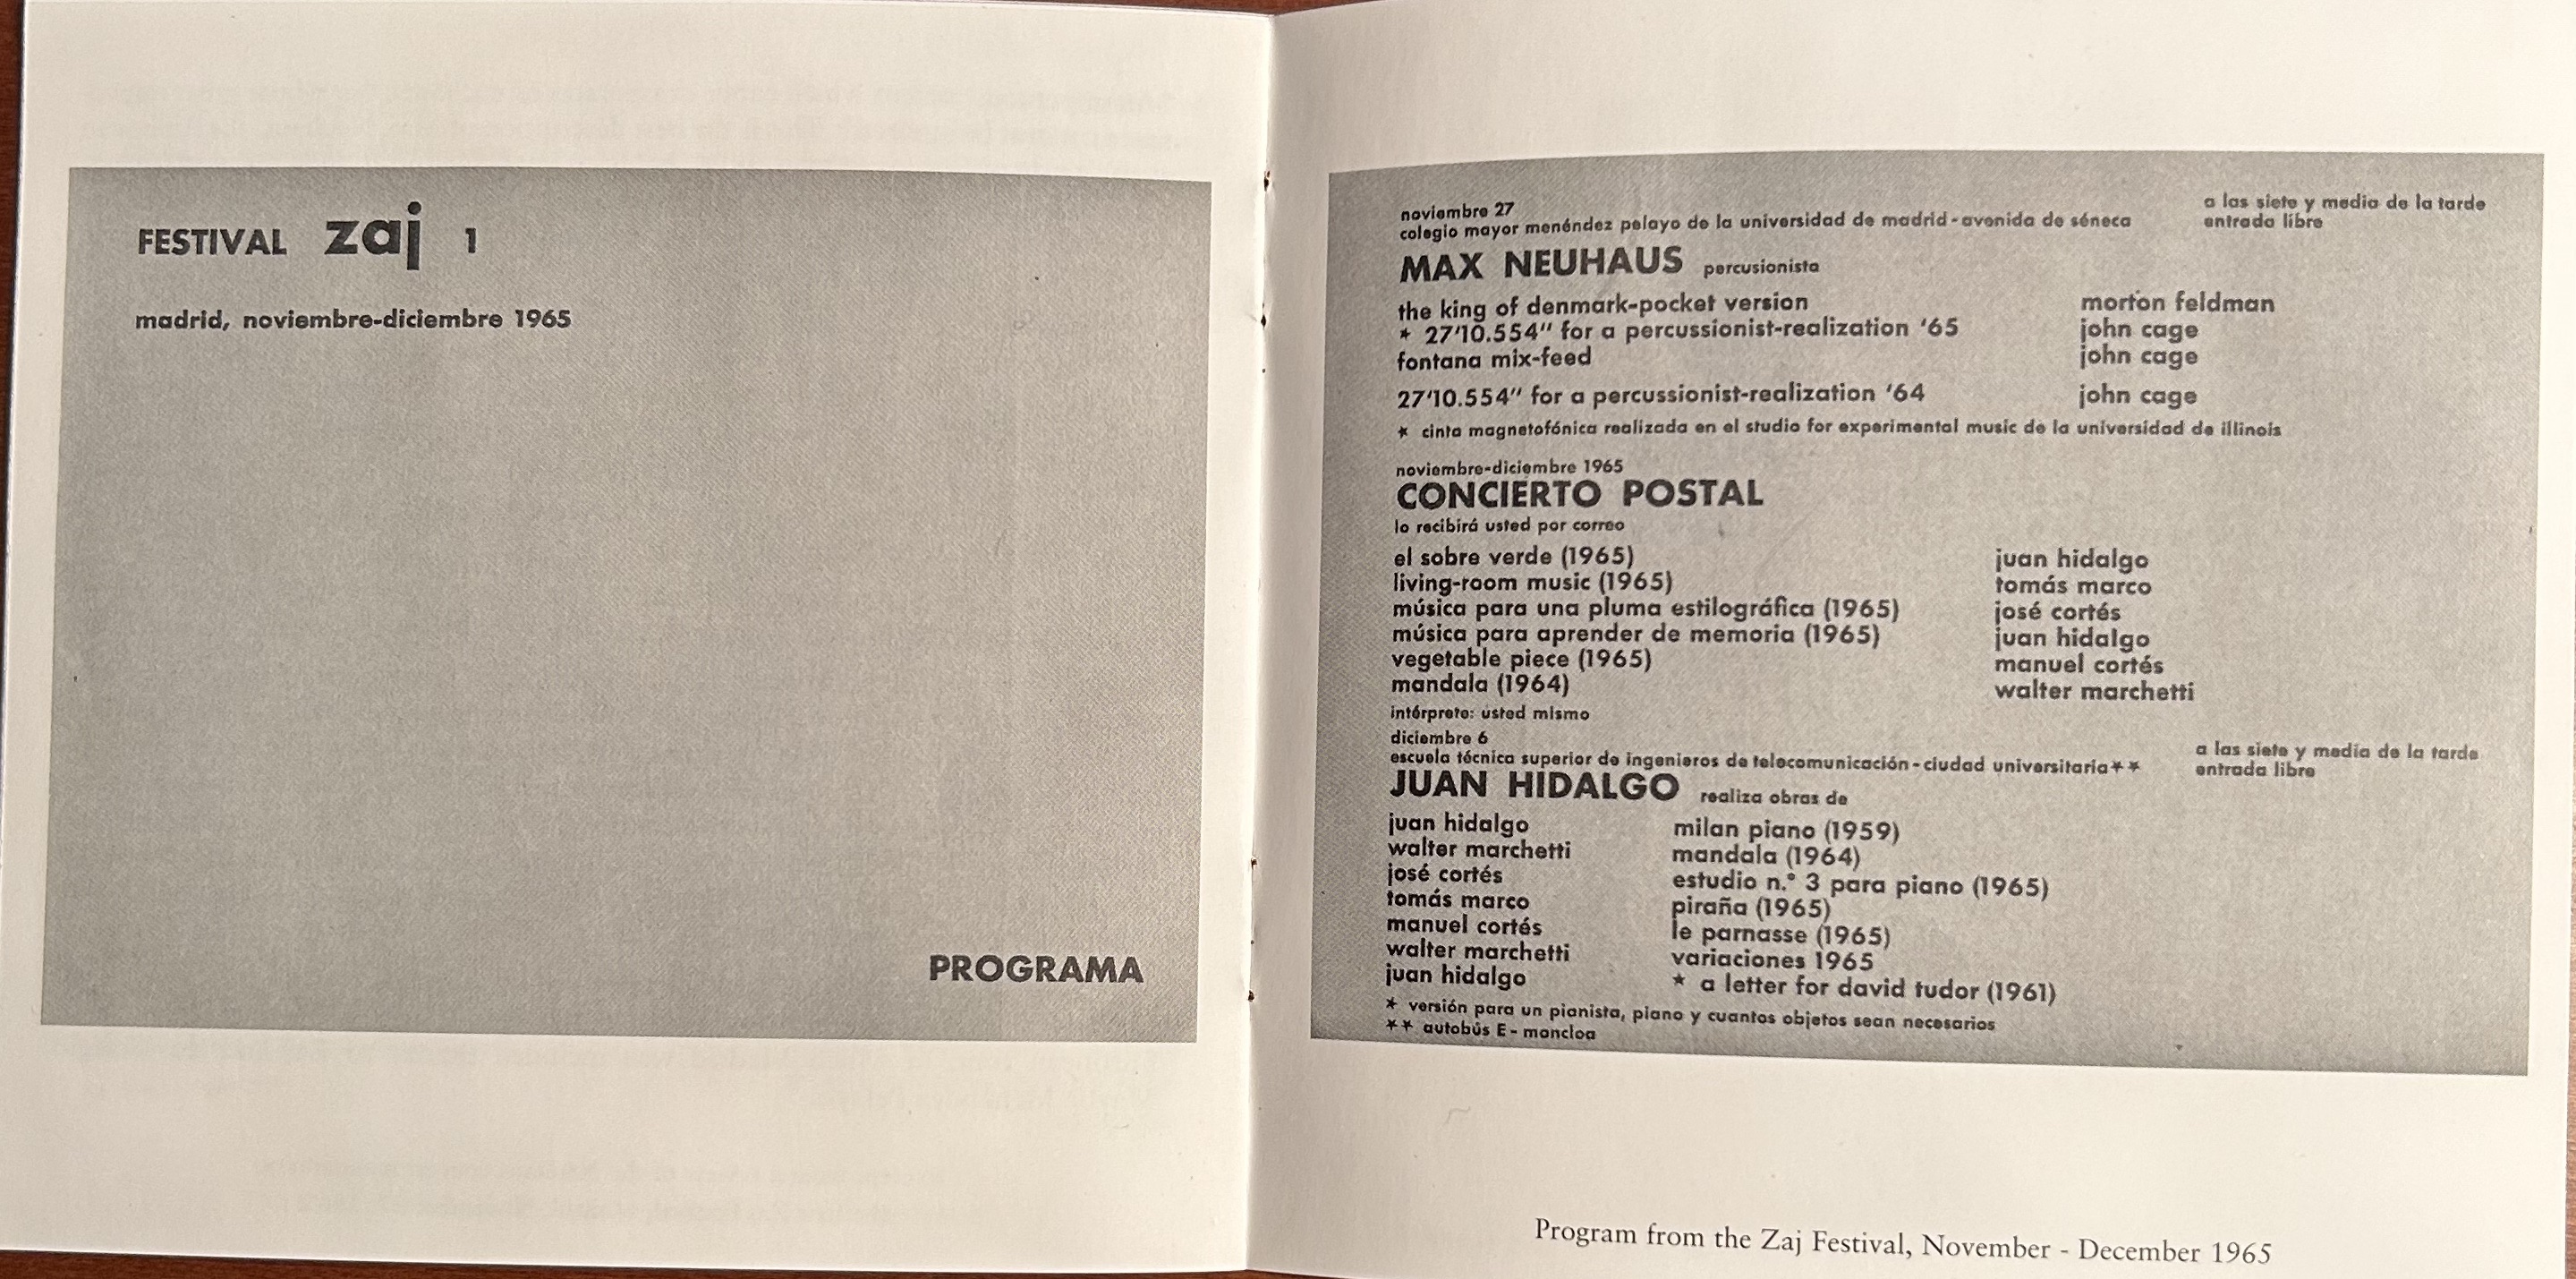 FESTIVAL zaj 1
madrid, noviembre-diciembre 1965
PROGRAMA
noviembre 27
colegio mayor menéndez pelayo de la universidad de madrid - avenida de séneca
a las siete y media de la tarde
entrada libre
MAX NEUHAUS percusionista
the king of denmark-pocket version morton feldman
* 27'10.554" for a percussionist-realization '65 john cage
fontana mix-feed john cage
27'10.554" for a percussionist-realization '64 john cage
* cinta magnetofónica realizada en el studio for experimental music de la universidad de illinois
noviembre-diciembre 1965
CONCIERTO POSTAL
lo recibirá usted por correo
el sobre verde (1965) juan hidalgo
living-room music (1965) tomás marco
música para una pluma estilográfica (1965) josé cortés
música para aprender de memoria (1965) juan hidalgo
vegetable piece (1965) manuel cortés
mandala (1964) walter marchetti
intérprete: usted mismo
diciembre 6
escuela técnica superior de ingenieros de telecomunicación - ciudad universitaria**
a las siete y media de la tarde
entrada libre
JUAN HIDALGO realiza obras de
juan hidalgo milan piano (1959)
walter marchetti mandala (1964)
josé cortés estudio n.° 3 para piano (1965)
tomás marco piraña (1965)
manuel cortés le parnasse (1965)
walter marchetti variaciones 1965
juan hidalgo * a letter for david tudor (1961)
* versión para un pianista, piano y cuantos objetos sean necesarios
** autobús E - moncloa
Program from the Zaj Festival, November - December 1965